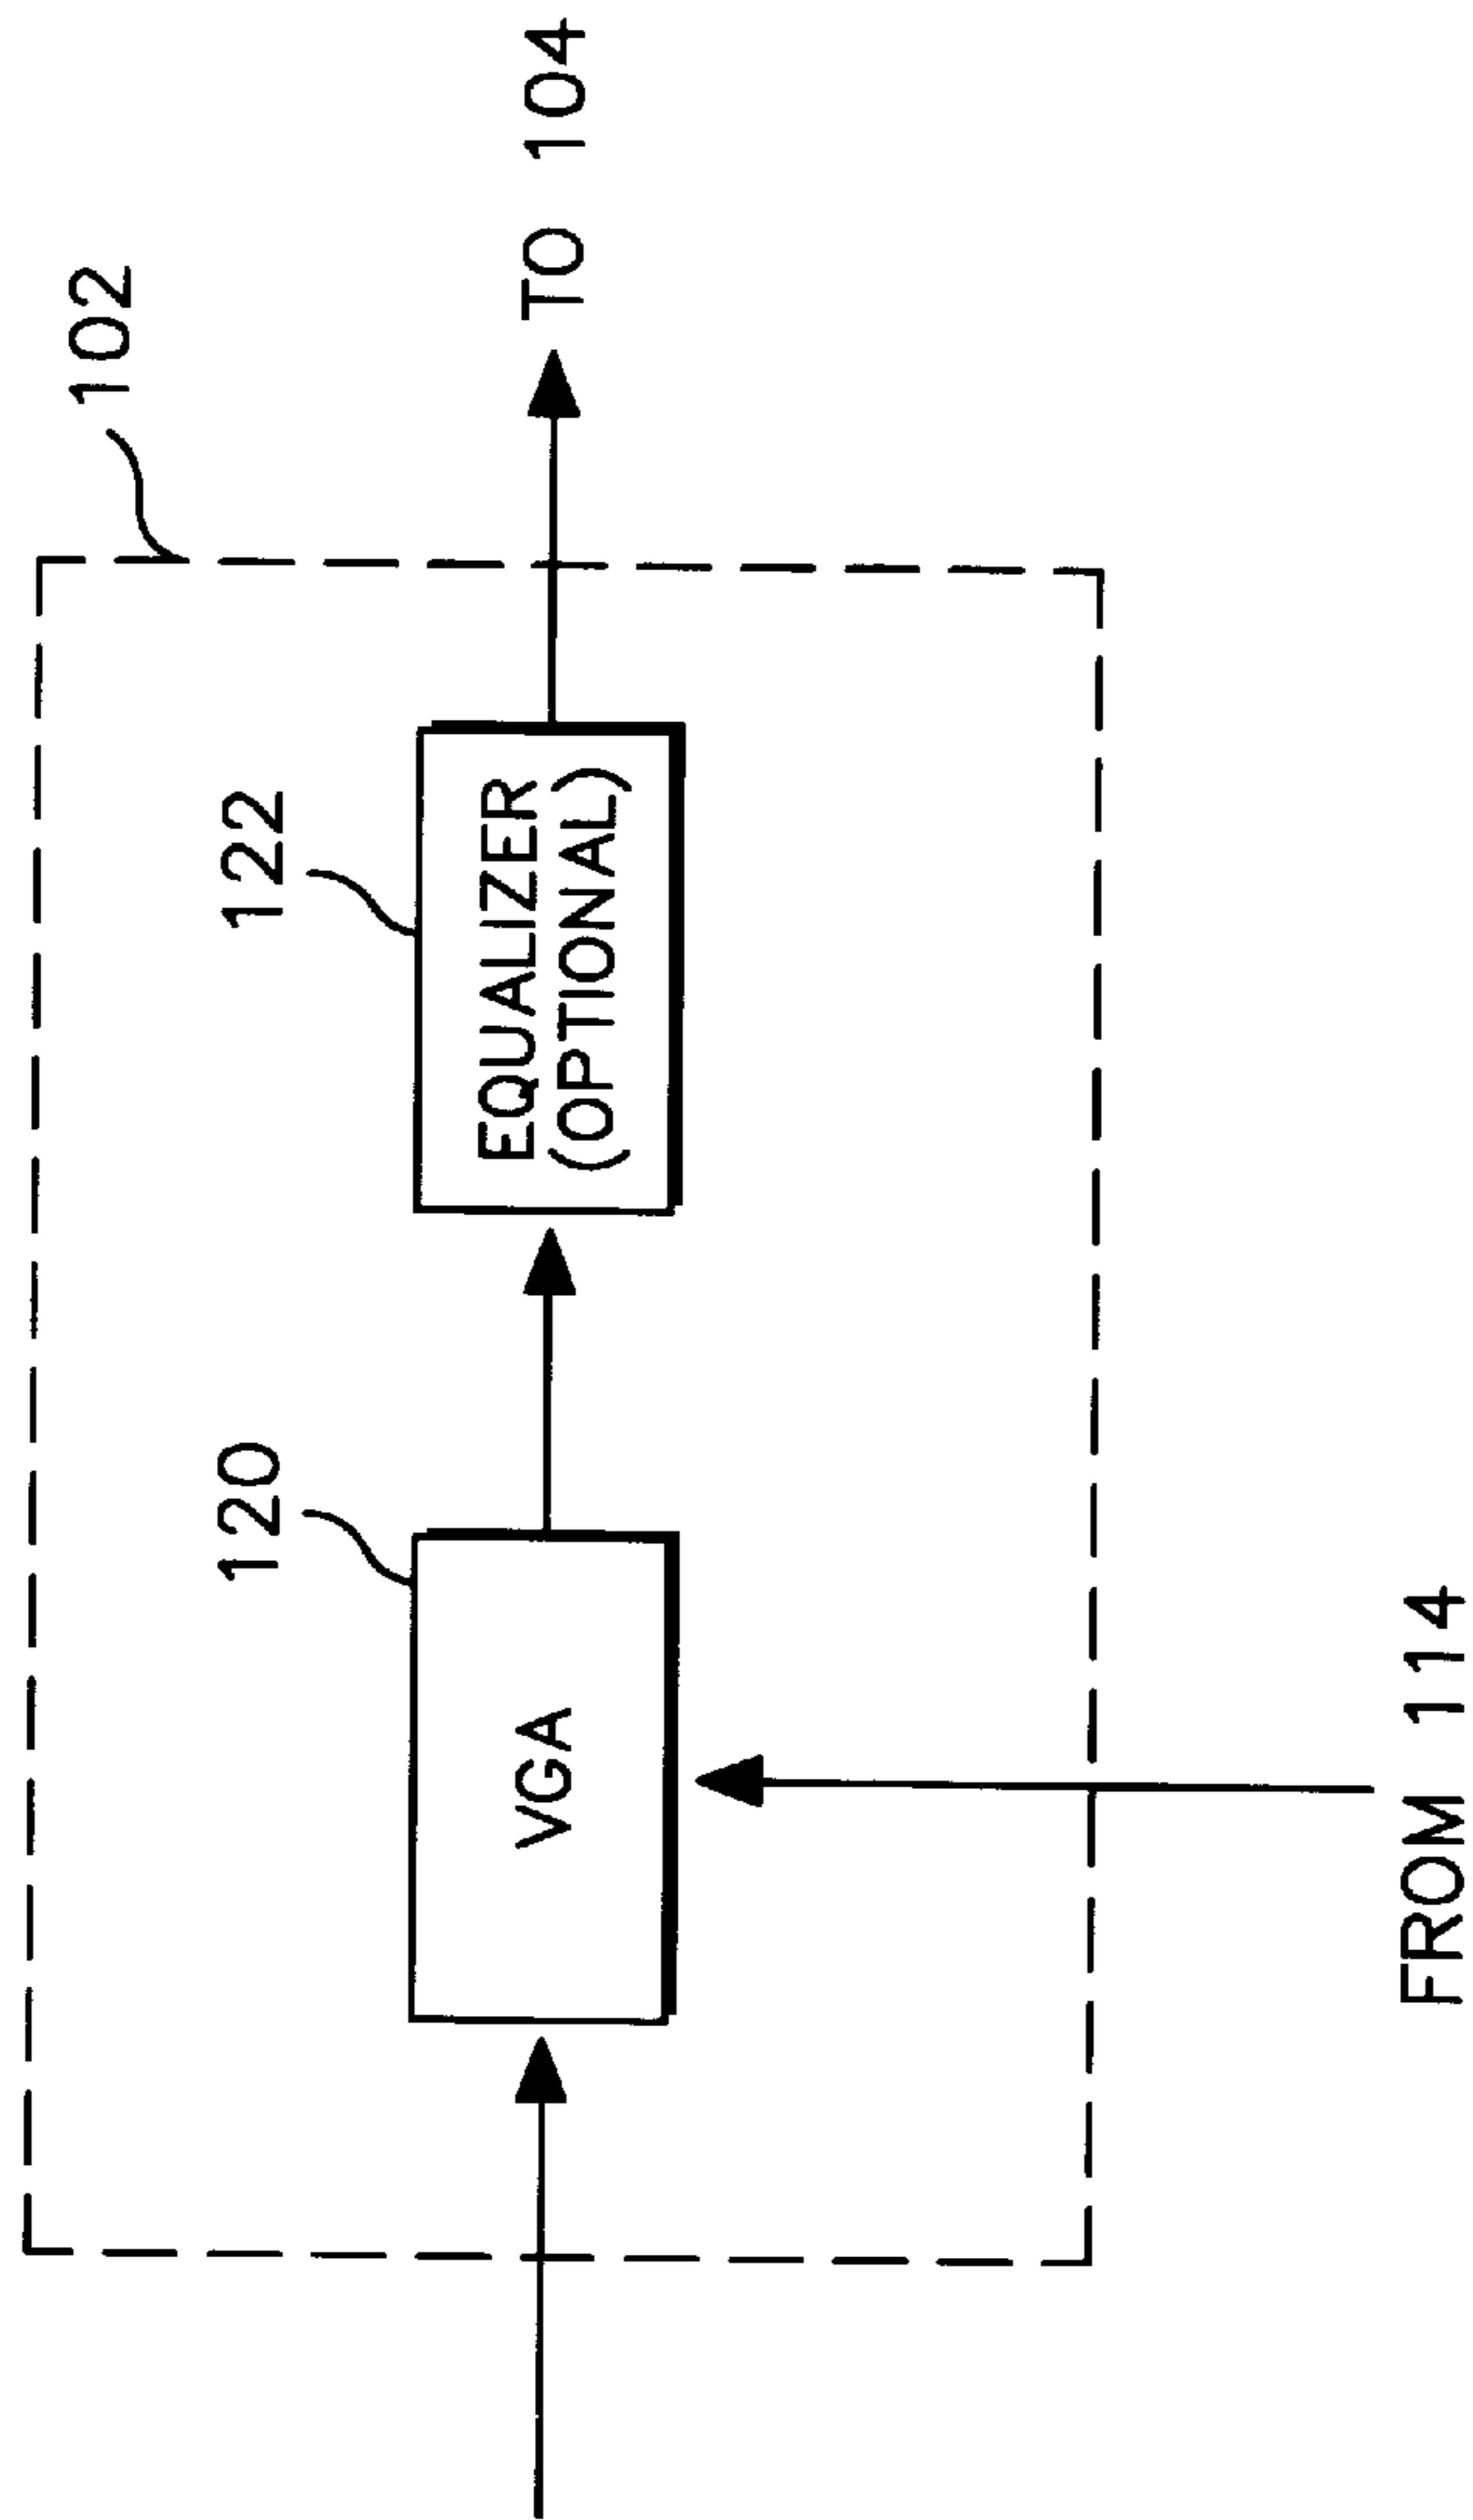 102
122
120
EQUALIZER
(OPTIONAL)
VGA
TO 104
FROM 114